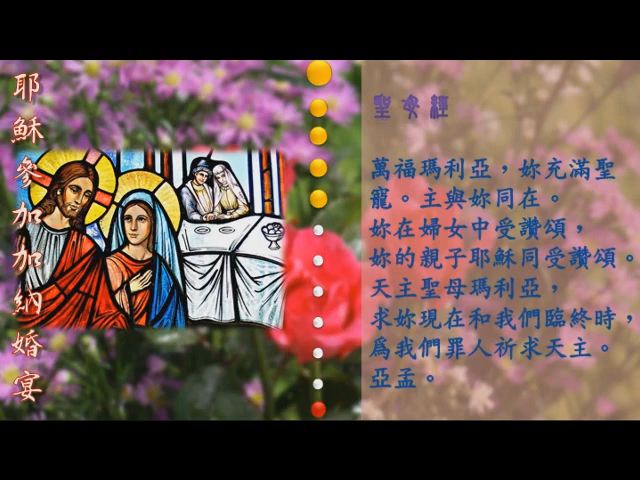 耶穌參加加納婚宴
聖母經
萬福瑪利亞，妳充滿聖
寵。主與妳同在。
妳在婦女中受讚頌，
妳的親子耶穌同受讚頌。
天主聖母瑪利亞，
求妳現在和我們臨終時，
爲我們罪人祈求天主。
亞孟。